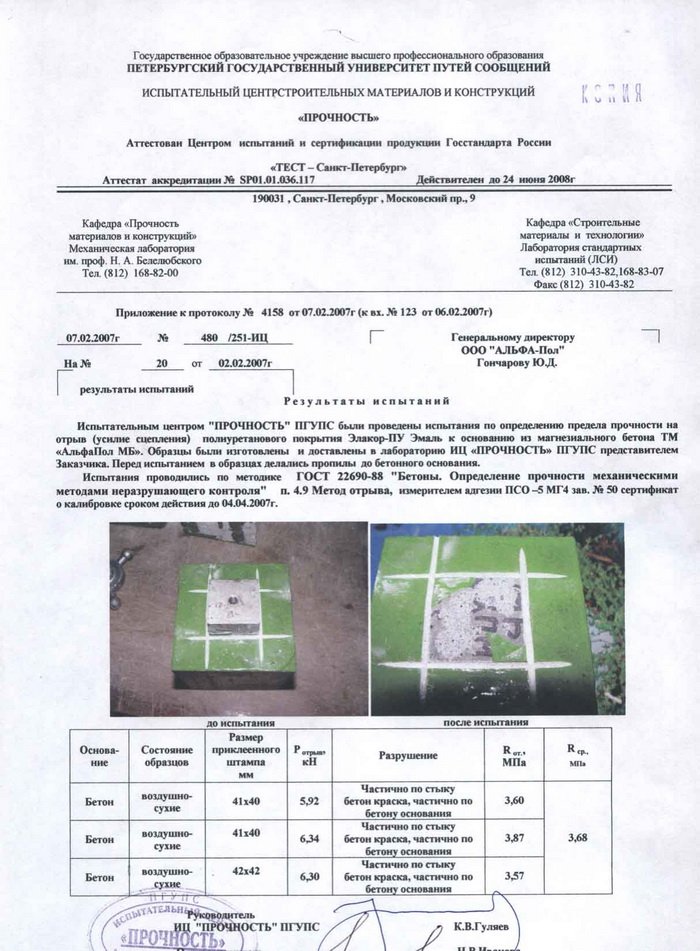 Государственное образовательное учреждение высшего профессионального образования
ПЕТЕРБУРГСКИЙ ГОСУДАРСТВЕННЫЙ УНИВЕРСИТЕТ ПУТЕЙ СООБЩЕНИЙ
КОПИЯ
ИСПЫТАТЕЛЬНЫЙ ЦЕНТРСТРОИТЕЛЬНЫХ МАТЕРИАЛОВ И КОНСТРУКЦИЙ
«ПРОЧНОСТЬ»
Аттестован Центром испытаний и сертификации продукции Госстандарта России
«ТЕСТ – Санкт-Петербург»
Аттестат аккредитации № SP01.01.036.117 Действителен до 24 июня 2008г
190031 , Санкт-Петербург , Московский пр., 9
Кафедра «Прочность
материалов и конструкций»
Механическая лаборатория
им. проф. Н. А. Белелюбского
Тел. (812) 168-82-00
Кафедра «Строительные
материалы и технологии»
Лаборатория стандартных
испытаний (ЛСИ)
Тел. (812) 310-43-82,168-83-07
Факс (812) 310-43-82
Приложение к протоколу № 4158 от 07.02.2007г (к вх. № 123 от 06.02.2007г)
07.02.2007г № 480 /251-ИЦ
На № 20 от 02.02.2007г
результаты испытаний
Генеральному директору
ООО "АЛЬФА-Пол"
Гончарову Ю.Д.
Результаты испытаний
Испытательным центром "ПРОЧНОСТЬ" ПГУПС были проведены испытания по определению предела прочности на
отрыв (усилие сцепления) полиуретанового покрытия Элакор-ПУ Эмаль к основанию из магнезиального бетона ТМ
«АльфаПол МБ». Образцы были изготовлены и доставлены в лабораторию ИЦ «ПРОЧНОСТЬ» ПГУПС представителем
Заказчика. Перед испытанием в образцах делались пропилы до бетонного основания.
Испытания проводились по методике ГОСТ 22690-88 "Бетоны. Определение прочности механическими
методами неразрушающего контроля" п. 4.9 Метод отрыва, измерителем адгезии ПСО –5 МГ4 зав. № 50 сертификат
о калибровке сроком действия до 04.04.2007г.
до испытания
после испытания
Основа-
ние
Состояние
образцов
Размер
приклеенного
штампа
мм
Р отрыв,
кН
Разрушение
R от.,
МПа
R ср.,
МПа
Бетон
воздушно-
сухие
41х40
5,92
Частично по стыку
бетон краска, частично по
бетону основания
3,60
Бетон
воздушно-
сухие
41х40
6,34
Частично по стыку
бетон краска, частично по
бетону основания
3,87
3,68
Бетон
воздушно-
сухие
42х42
6,30
Частично по стыку
бетон краска, частично по
бетону основания
3,57
ПГУПС
ИСПЫТАТЕЛЬНЫЙ
«ПРОЧНОСТЬ»
Руководитель
ИЦ "ПРОЧНОСТЬ" ПГУПС К.В.Гуляев